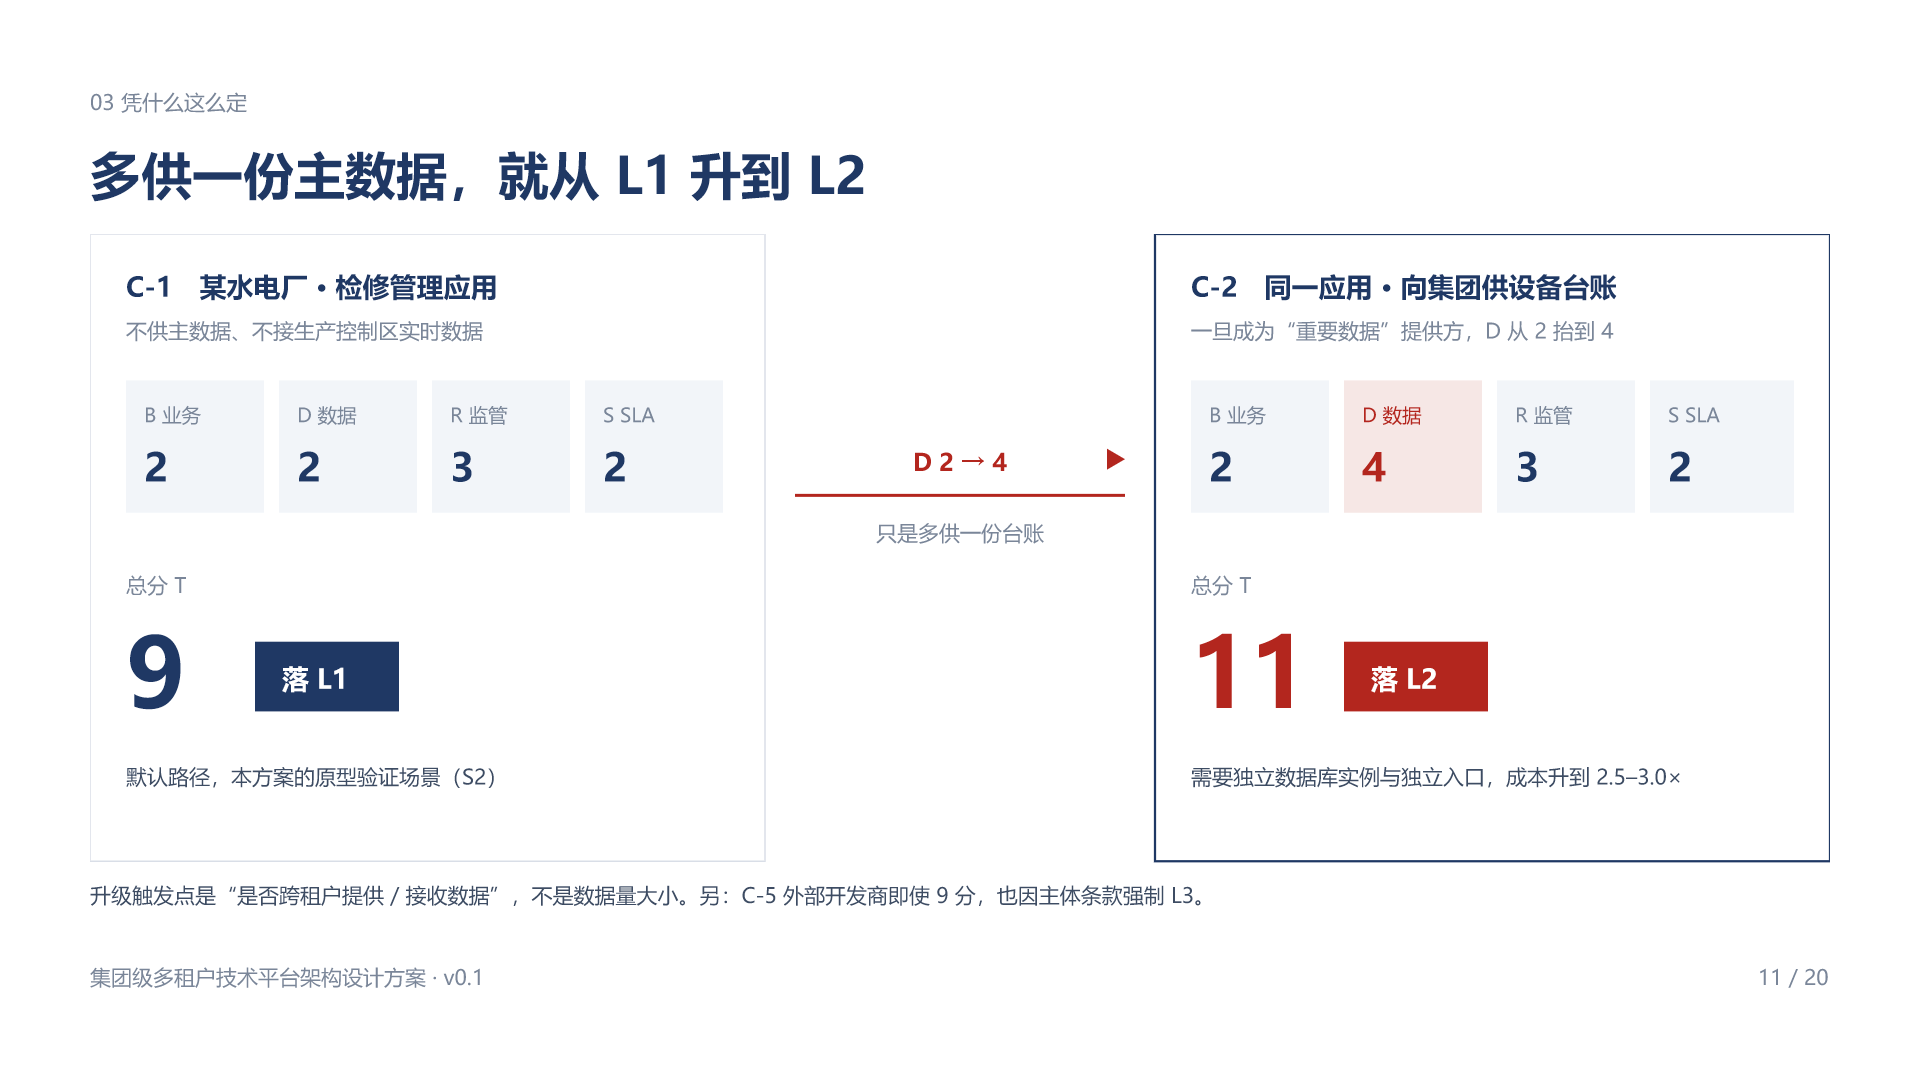 03 凭什么这么定
多供一份主数据，就从 L1 升到 L2
C-1 某水电厂・检修管理应用
不供主数据、不接生产控制区实时数据
B 业务
D 数据
R 监管
S SLA
2
2
3
2
总分 T
9
落 L1
默认路径，本方案的原型验证场景（S2）
D 2 → 4
只是多供一份台账
C-2 同一应用・向集团供设备台账
一旦成为“重要数据”提供方，D 从 2 抬到 4
B 业务
D 数据
R 监管
S SLA
2
4
3
2
总分 T
11
落 L2
需要独立数据库实例与独立入口，成本升到 2.5–3.0×
升级触发点是“是否跨租户提供 / 接收数据”，不是数据量大小。另：C-5 外部开发商即使 9 分，也因主体条款强制 L3。
集团级多租户技术平台架构设计方案 · v0.1
11 / 20